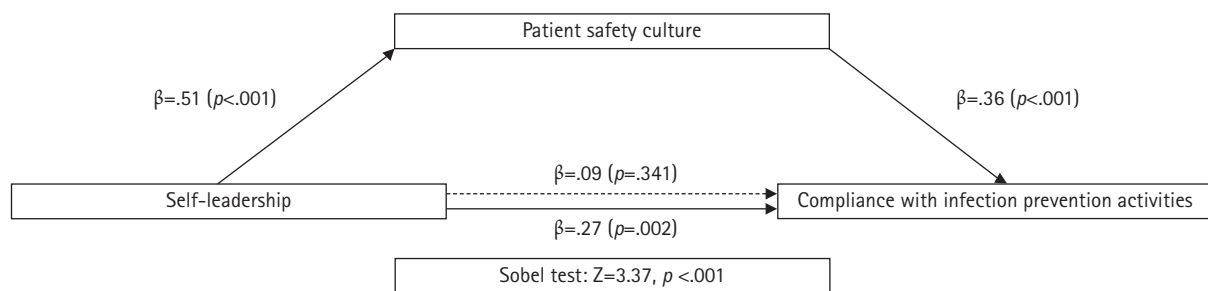 Patient safety culture
β=.51 (p<.001)
β=.36 (p<.001)
β=.09 (p=.341)
Self-leadership
Compliance with infection prevention activities
β=.27 (p=.002)
Sobel test: Z=3.37, p <.001